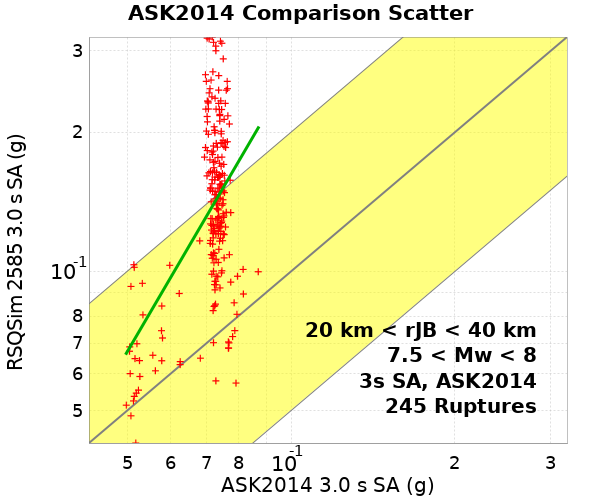 ASK2014 Comparison Scatter
RSQSim 2585 3.0 s SA (g)
3
2
10^-1
8
7
6
5
20 km < rJB < 40 km
7.5 < Mw < 8
3s SA, ASK2014
245 Ruptures
5 6 7 8 10^-1 2 3
ASK2014 3.0 s SA (g)